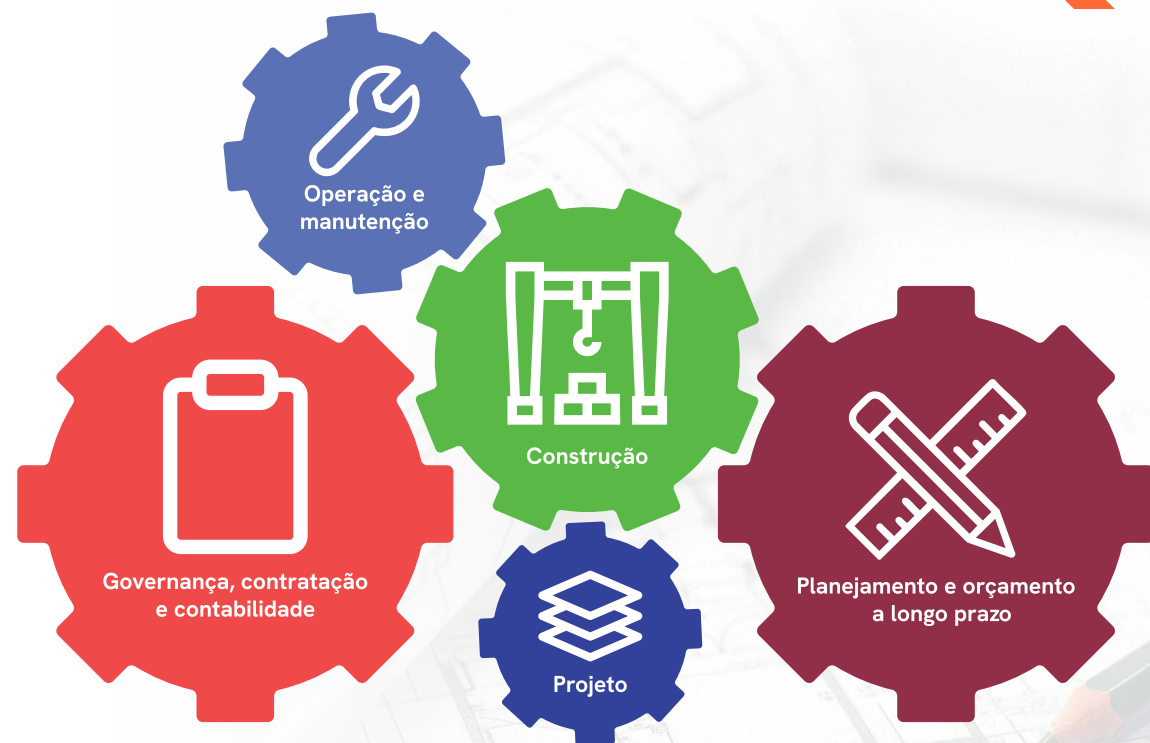 Operação e
manutenção
Construção
Governança, contratação
e contabilidade
Planejamento e orçamento
a longo prazo
Projeto